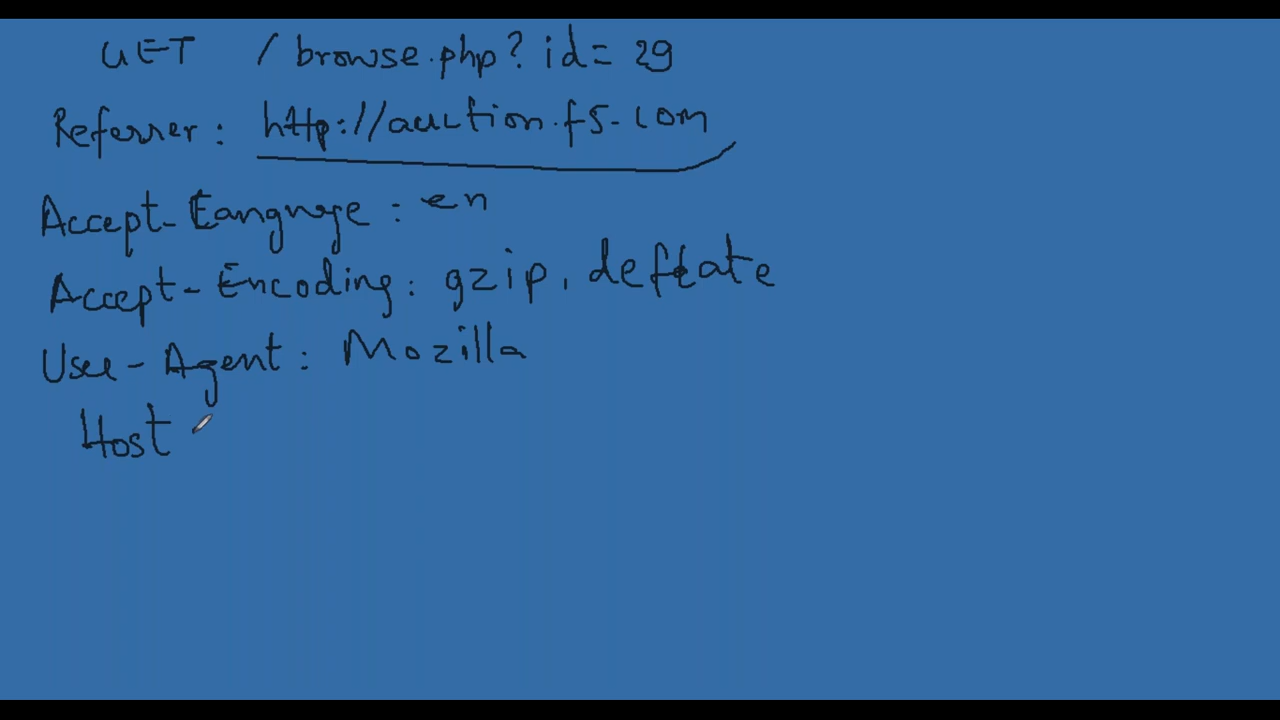 GET /browse.php?id=29
Referrer: http://auction.f5.com
Accept-Language: en
Accept-Encoding: gzip, deflate
User-Agent: Mozilla
Host